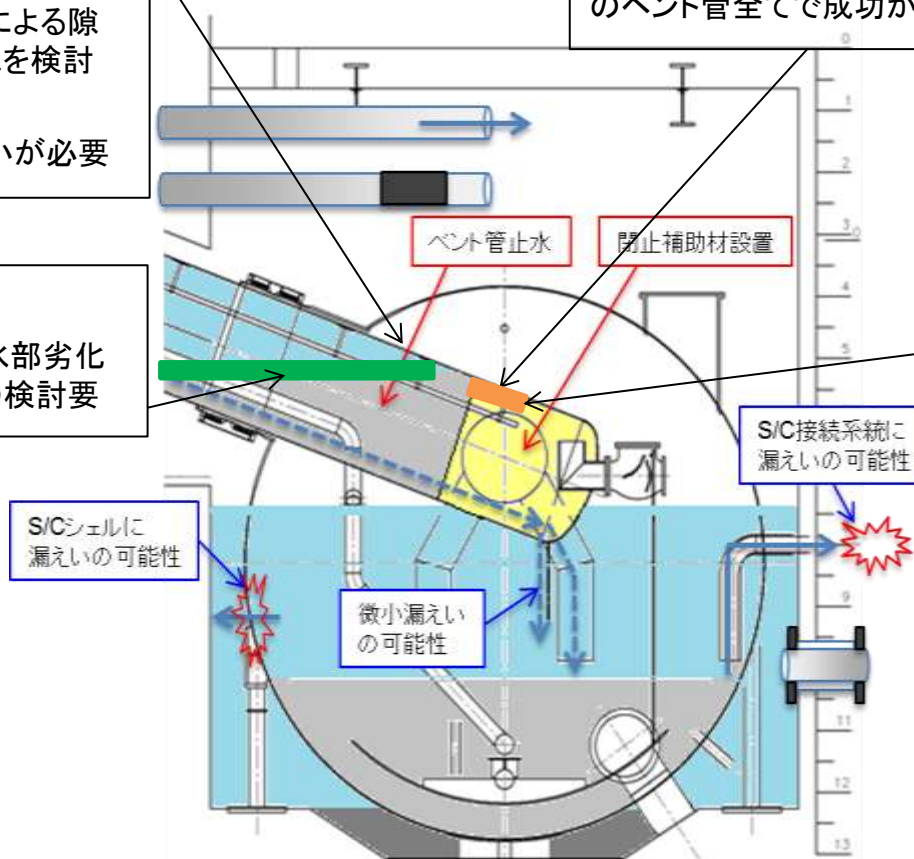 による隙
を検討
いが必要
のベント管全てで成功が
0
1
2
3
ベント管止水
閉止補助材設置
4
水部劣化
検討要
5
S/C接続系統に
漏えいの可能性
S/Cシェルに
漏えいの可能性
微小漏えい
の可能性
9
11
12
13